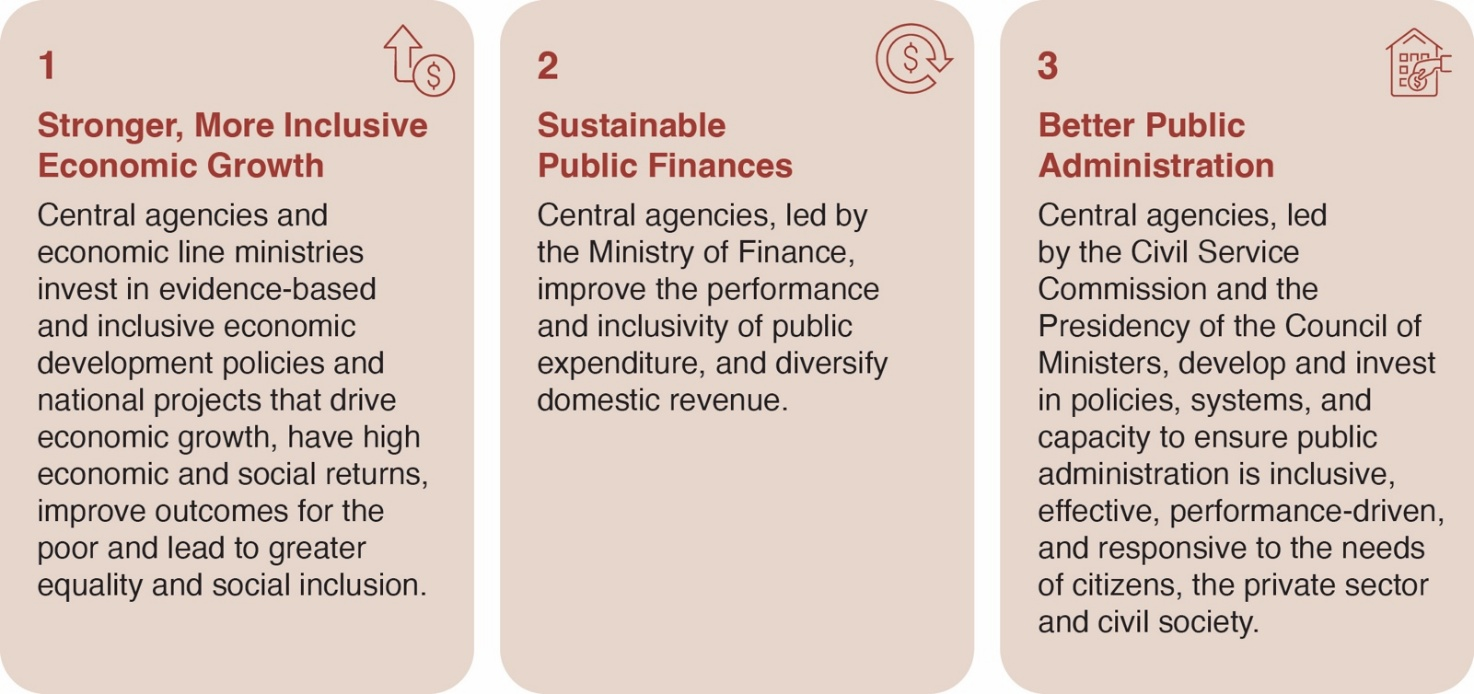 1
Stronger, More Inclusive
Economic Growth
Central agencies and
economic line ministries
invest in evidence-based
and inclusive economic
development policies and
national projects that drive
economic growth, have high
economic and social returns,
improve outcomes for the
poor and lead to greater
equality and social inclusion.
2
Sustainable
Public Finances
Central agencies, led by
the Ministry of Finance,
improve the performance
and inclusivity of public
expenditure, and diversify
domestic revenue.
3
Better Public
Administration
Central agencies, led
by the Civil Service
Commission and the
Presidency of the Council of
Ministers, develop and invest
in policies, systems, and
capacity to ensure public
administration is inclusive,
effective, performance-driven,
and responsive to the needs
of citizens, the private sector
and civil society.